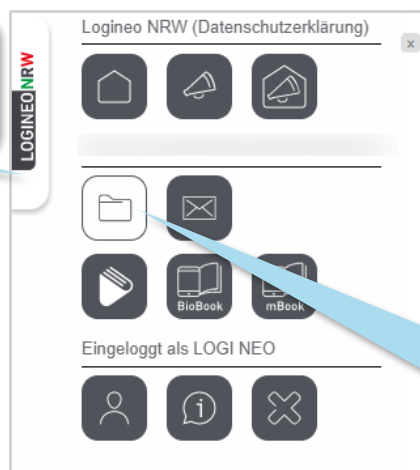 Logineo NRW (Datenschutzerklärung)
x
LOGINEO NRW
BioBook
mBook
Eingeloggt als LOGI NEO